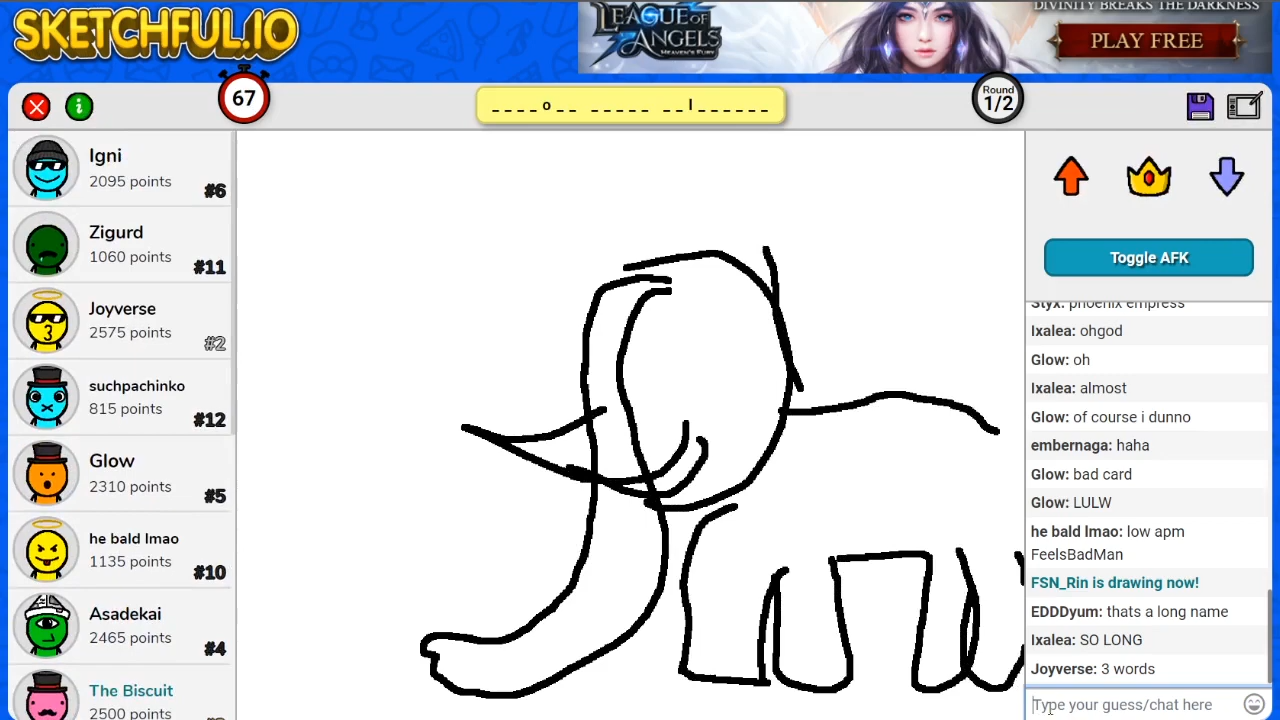 SKETCHFUL.IO
LEAGUE OF
ANGELS
HEAVEN'S FURY
DIVINITY BREAKS THE DARKNESS
PLAY FREE
67
_ _ _ _ o _ _ _ _ _ _ _ _ _ l _ _ _ _ _ _
Round
1/2
Igni
2095 points
#6
Zigurd
1060 points
#11
Joyverse
2575 points
#2
suchpachinko
815 points
#12
Glow
2310 points
#5
he bald lmao
1135 points
#10
Asadekai
2465 points
#4
The Biscuit
2500 points
Toggle AFK
Styx: phoenix empress
Ixalea: ohgod
Glow: oh
Ixalea: almost
Glow: of course i dunno
embernaga: haha
Glow: bad card
Glow: LULW
he bald lmao: low apm
FeelsBadMan
FSN_Rin is drawing now!
EDDDyum: thats a long name
Ixalea: SO LONG
Joyverse: 3 words
Type your guess/chat here